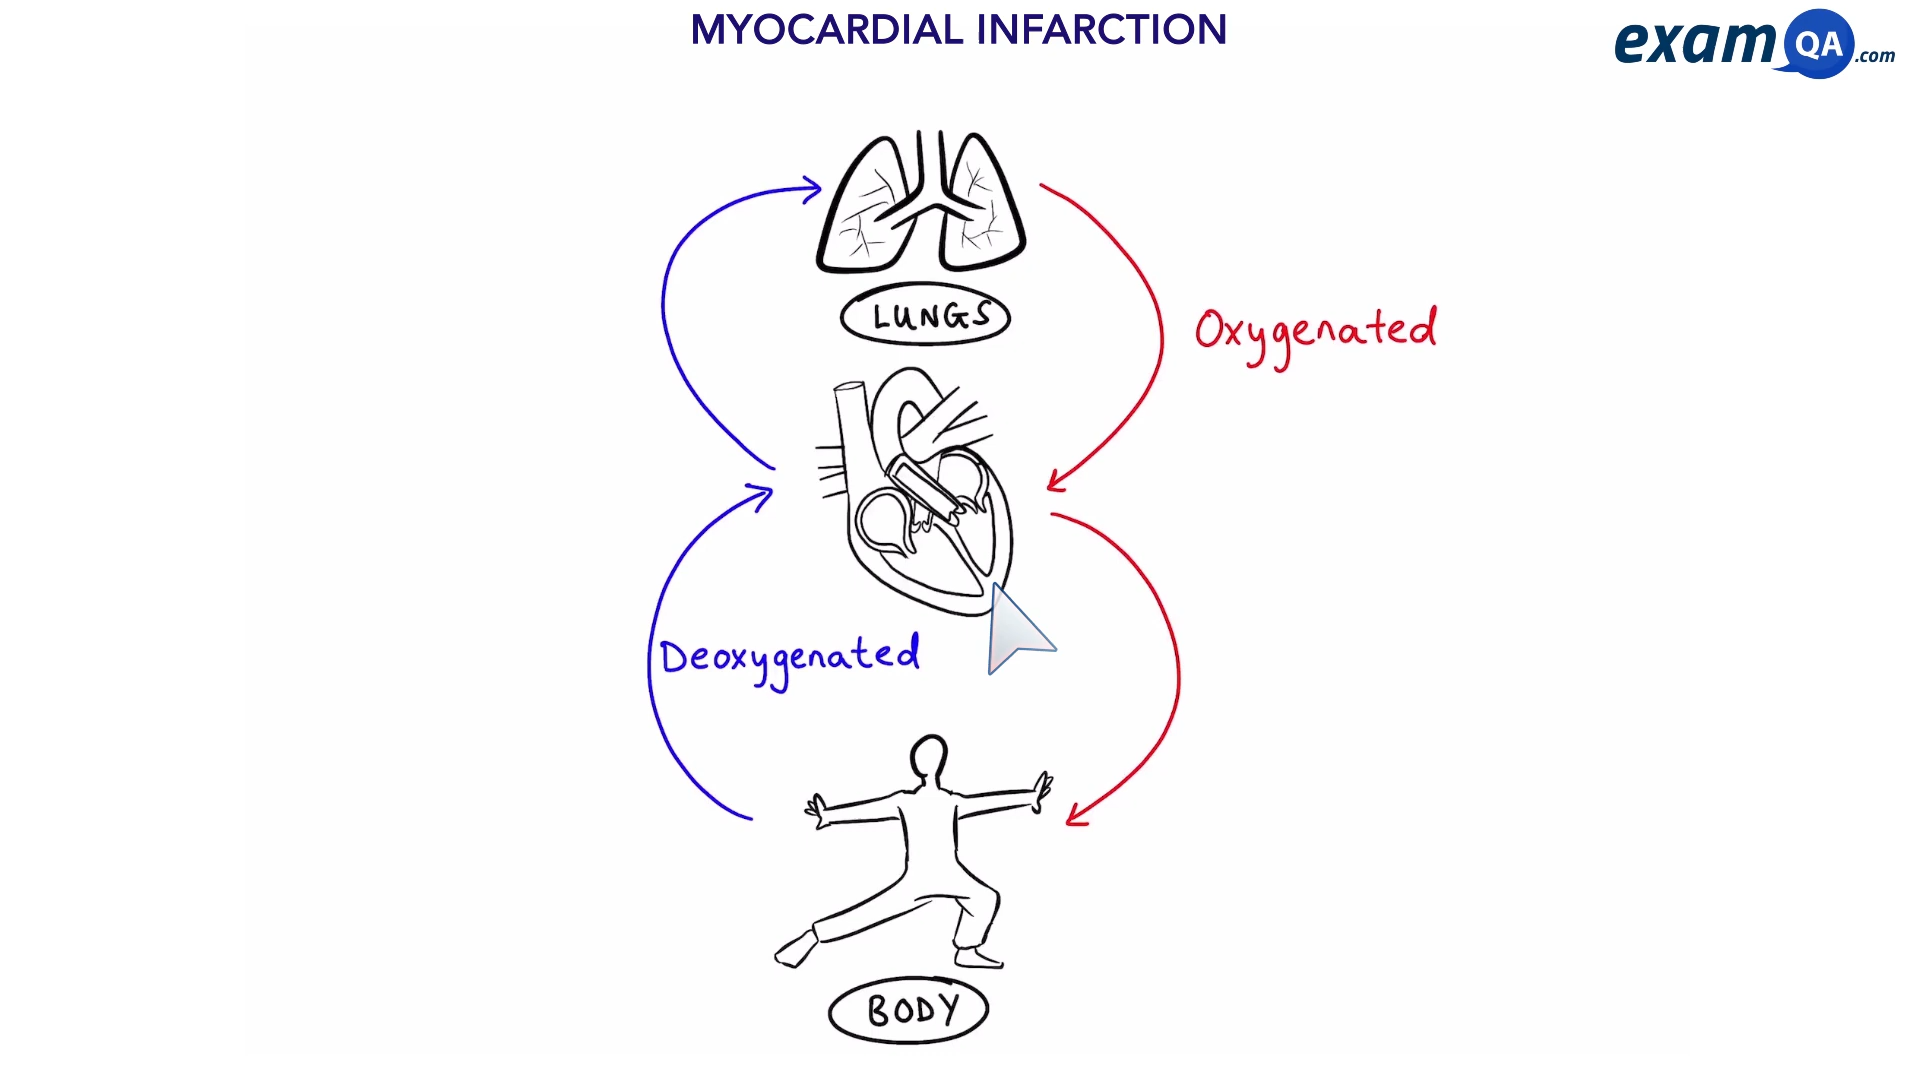 MYOCARDIAL INFARCTION
examQA.com
LUNGS
Oxygenated
Deoxygenated
BODY